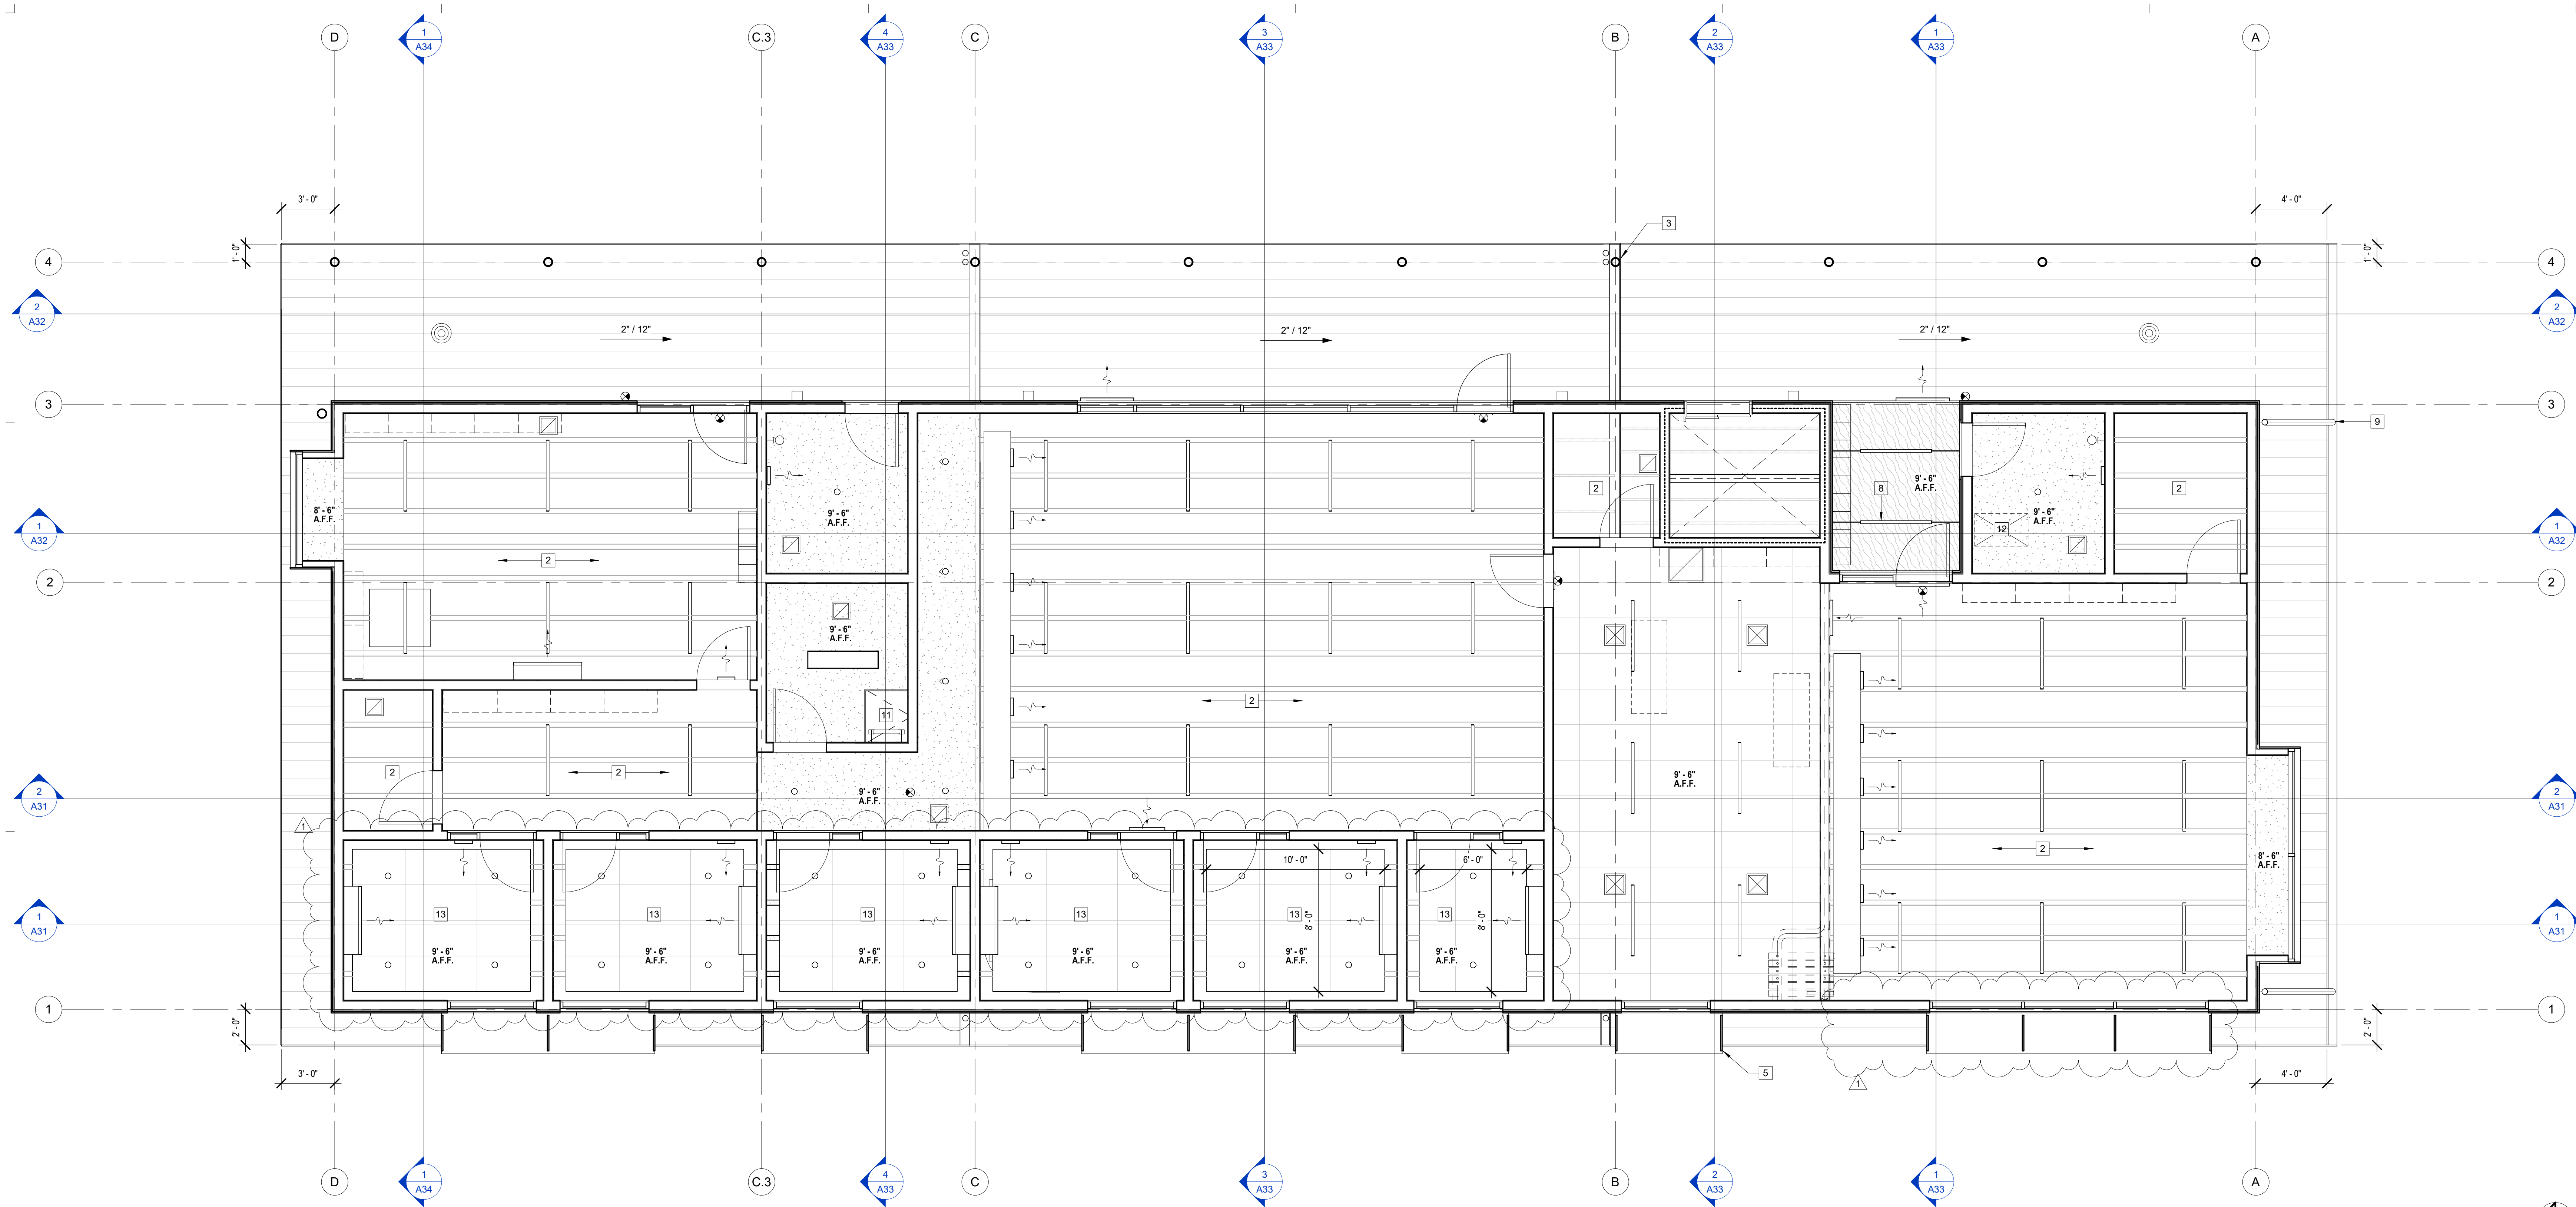 D
1
A34
C.3
4
A33
C
3
A33
B
2
A33
1
A33
A
3' - 0"
4' - 0"
1' - 0"
3
1' - 0"
4
4
2
A32
2" / 12"
2" / 12"
2" / 12"
2
A32
3
3
9
2
8
9' - 6"
A.F.F.
2
8' - 6"
A.F.F.
9' - 6"
A.F.F.
9' - 6"
A.F.F.
12
1
A32
1
A32
2
2
2
9' - 6"
A.F.F.
2
11
2
2
9' - 6"
A.F.F.
9' - 6"
A.F.F.
2
A31
2
A31
1
2
8' - 6"
A.F.F.
10' - 0"
6' - 0"
13
13
13
13
13
13
8' - 0"
8' - 0"
1
A31
1
A31
9' - 6"
A.F.F.
9' - 6"
A.F.F.
9' - 6"
A.F.F.
9' - 6"
A.F.F.
9' - 6"
A.F.F.
9' - 6"
A.F.F.
1
1
2' - 0"
2' - 0"
3' - 0"
5
1
4' - 0"
D
1
A34
C.3
4
A33
C
3
A33
B
2
A33
1
A33
A